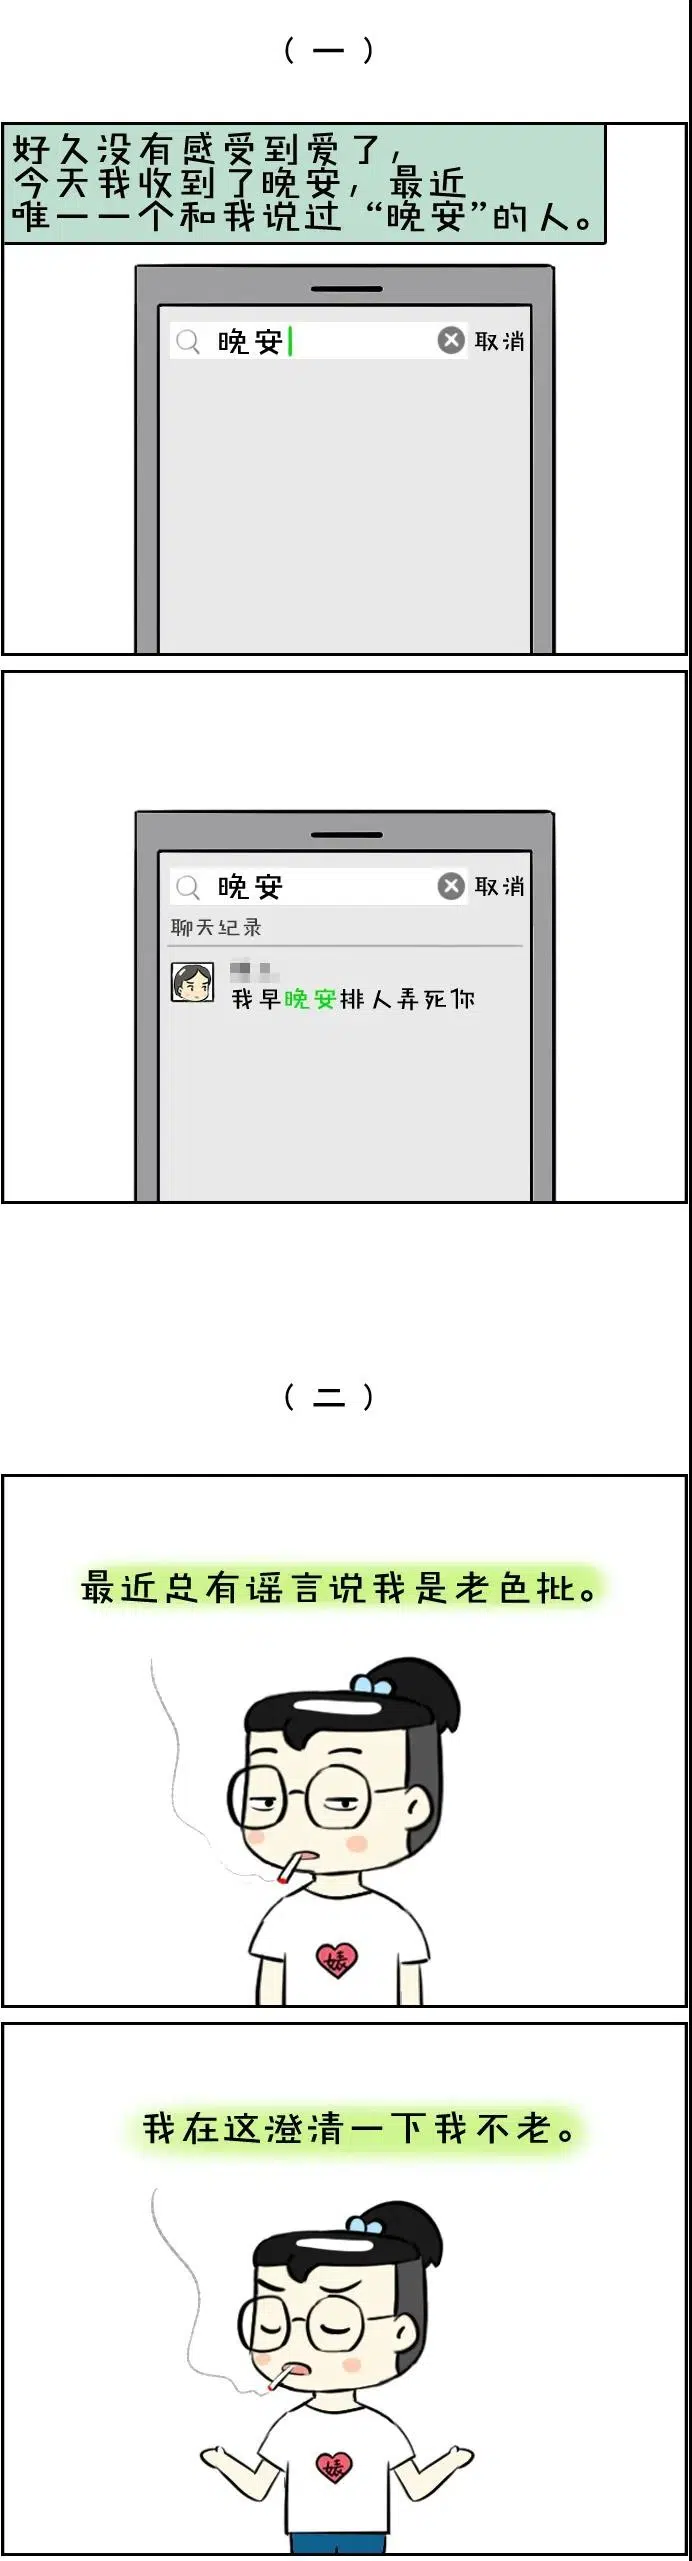 （一）
好久没有感受到爱了，
今天我收到了晚安，最近
唯一一个和我说过“晚安”的人。
晚安 取消
晚安 取消
聊天纪录
我早晚安排人弄死你
（二）
最近总有谣言说我是老色批。
婊
我在这澄清一下我不老。
婊